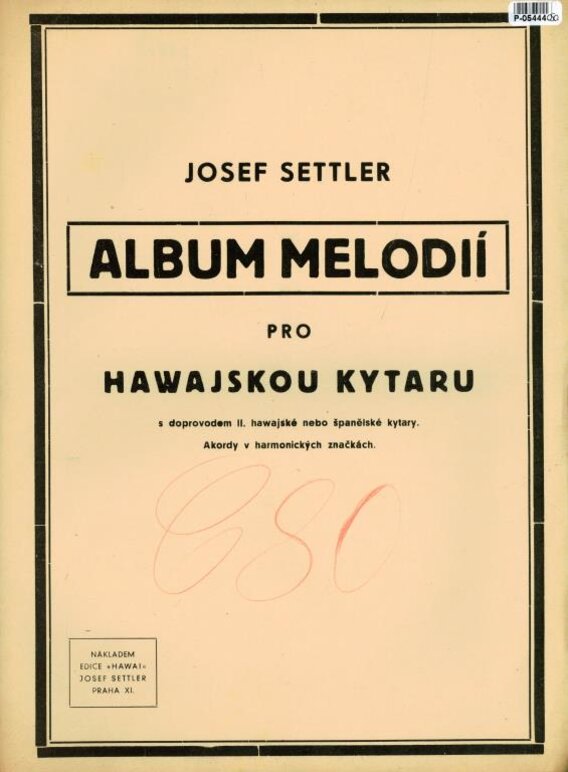 P-05444
JOSEF SETTLER
ALBUM MELODIÍ
PRO
HAWAJSKOU KYTARU
s doprovodem II. hawajské nebo španělské kytary.
Akordy v harmonických značkách.
NÁKLADEM
EDICE »HAWAI«
JOSEF SETTLER
PRAHA XI.